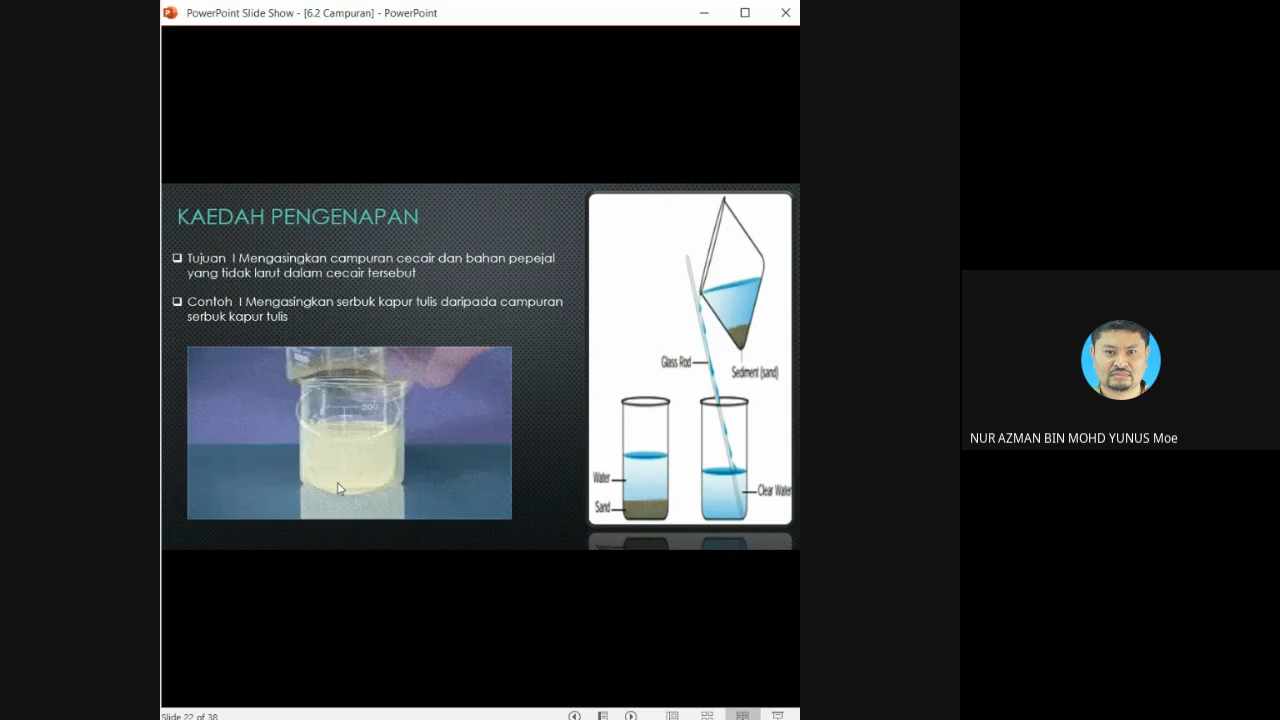 PowerPoint Slide Show - [6.2 Campuran] - PowerPoint
KAEDAH PENGENAPAN
Tujuan I Mengasingkan campuran cecair dan bahan pepejal
yang tidak larut dalam cecair tersebut
Contoh I Mengasingkan serbuk kapur tulis daripada campuran
serbuk kapur tulis
200
Glass Rod
Sediment (sand)
Water
Sand
Clear Water
NUR AZMAN BIN MOHD YUNUS Moe
Slide 22 of 38